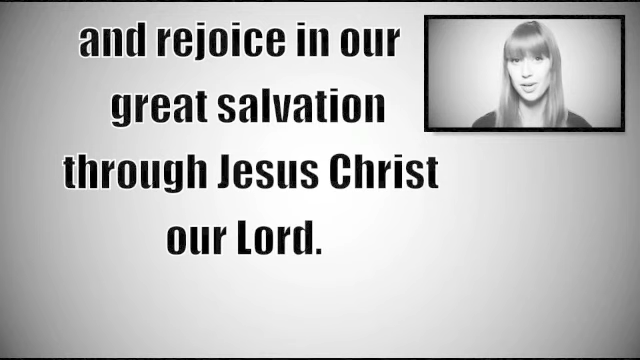 and rejoice in our
great salvation
through Jesus Christ
our Lord.